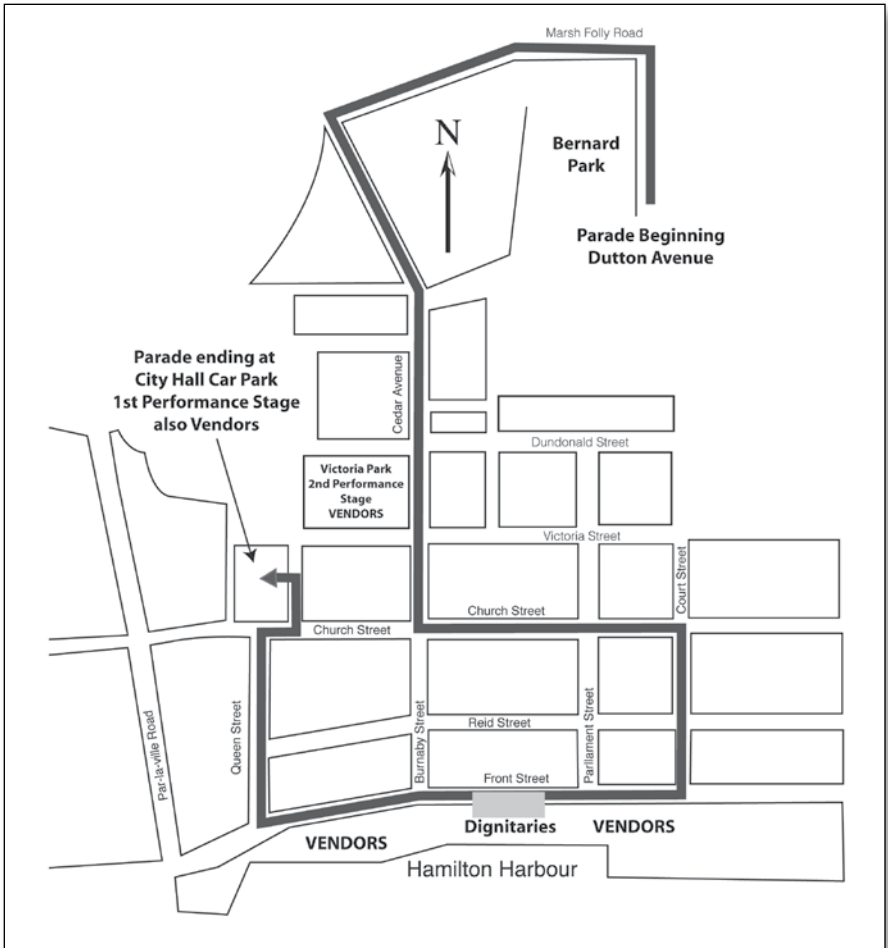 Marsh Folly Road
N
Bernard
Park
Parade Beginning
Dutton Avenue
Parade ending at
City Hall Car Park
1st Performance Stage
also Vendors
Cedar Avenue
Dundonald Street
Victoria Park
2nd Performance
Stage
VENDORS
Victoria Street
Court Street
Church Street
Church Street
Par-la-ville Road
Queen Street
Burnaby Street
Reid Street
Parliament Street
Front Street
Dignitaries
VENDORS
VENDORS
Hamilton Harbour